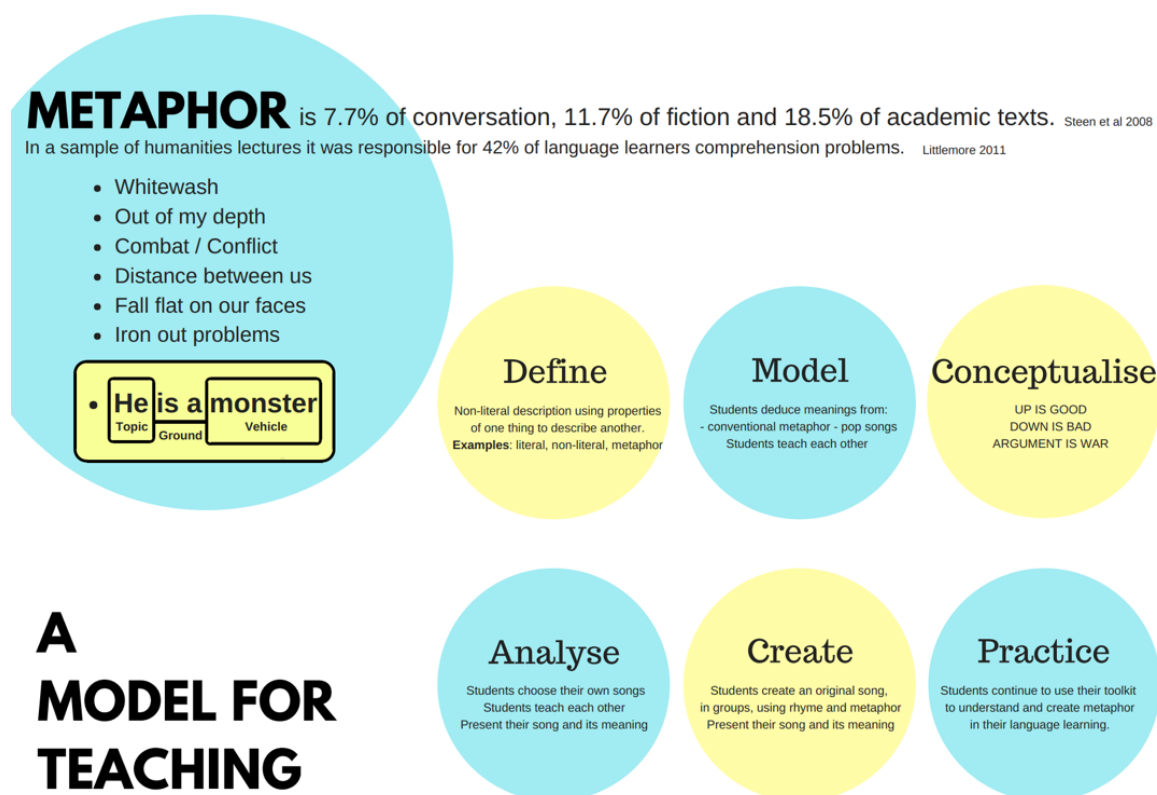 METAPHOR is 7.7% of conversation, 11.7% of fiction and 18.5% of academic texts. Steen et al 2008
In a sample of humanities lectures it was responsible for 42% of language learners comprehension problems. Littlemore 2011
• Whitewash
• Out of my depth
• Combat / Conflict
• Distance between us
• Fall flat on our faces
• Iron out problems
• He is a monster
Topic Ground Vehicle
Define
Non-literal description using properties
of one thing to describe another.
Examples: literal, non-literal, metaphor
Model
Students deduce meanings from:
- conventional metaphor - pop songs
Students teach each other
Conceptualise
UP IS GOOD
DOWN IS BAD
ARGUMENT IS WAR
A
MODEL FOR
TEACHING
Analyse
Students choose their own songs
Students teach each other
Present their song and its meaning
Create
Students create an original song,
in groups, using rhyme and metaphor
Present their song and its meaning
Practice
Students continue to use their toolkit
to understand and create metaphor
in their language learning.